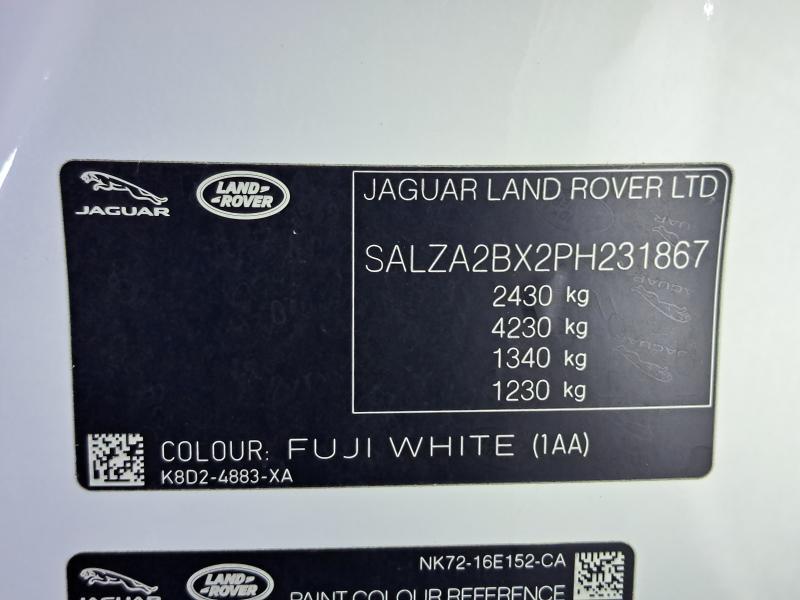 JAGUAR
LAND ROVER
JAGUAR LAND ROVER LTD
SALZA2BX2PH231867
2430 kg
4230 kg
1340 kg
1230 kg
COLOUR: FUJI WHITE (1AA)
K8D2-4883-XA
LAND ROVER
NK72-16E152-CA
PAINT COLOUR REFERENCE